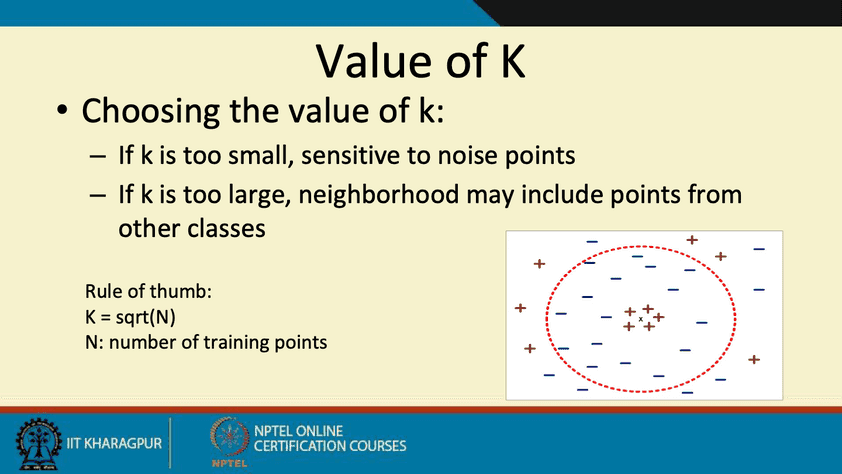 Value of K
• Choosing the value of k:
– If k is too small, sensitive to noise points
– If k is too large, neighborhood may include points from
other classes
Rule of thumb:
K = sqrt(N)
N: number of training points
x
IIT KHARAGPUR
NPTEL
NPTEL ONLINE
CERTIFICATION COURSES